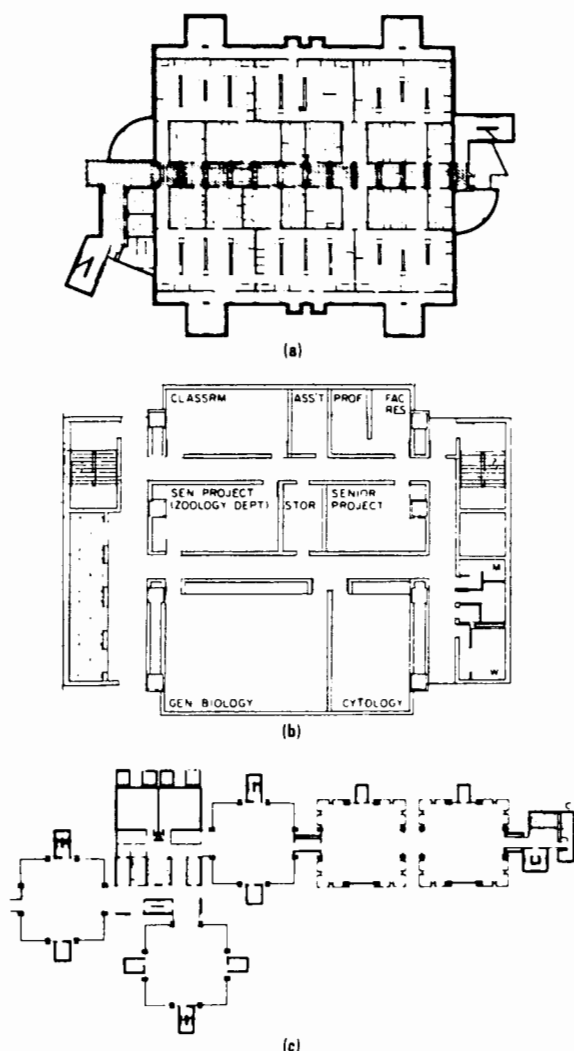 (a)
CLASSRM ASS'T PROF FAC
RES
SEN PROJECT STOR SENIOR
(ZOOLOGY DEPT) PROJECT
M
W
GEN BIOLOGY CYTOLOGY
(b)
(c)